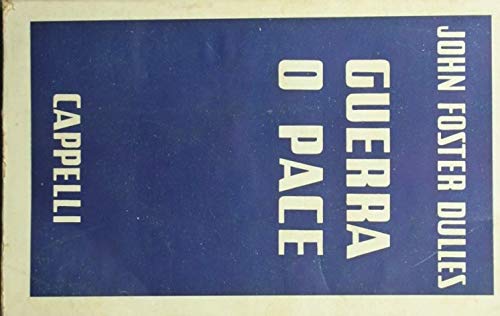 JOHN FOSTER DULLES
GUERRA
O PACE
CAPPELLI